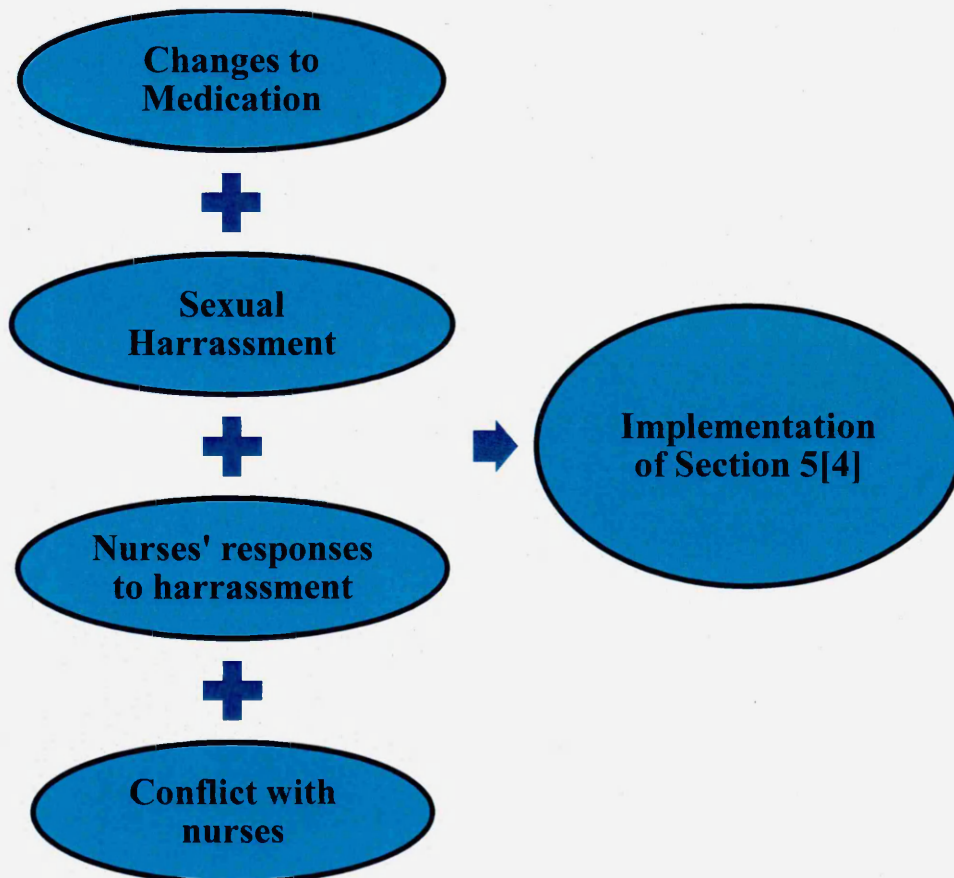 Changes to
Medication
Sexual
Harrassment
Nurses' responses
to harrassment
Conflict with
nurses
Implementation
of Section 5[4]